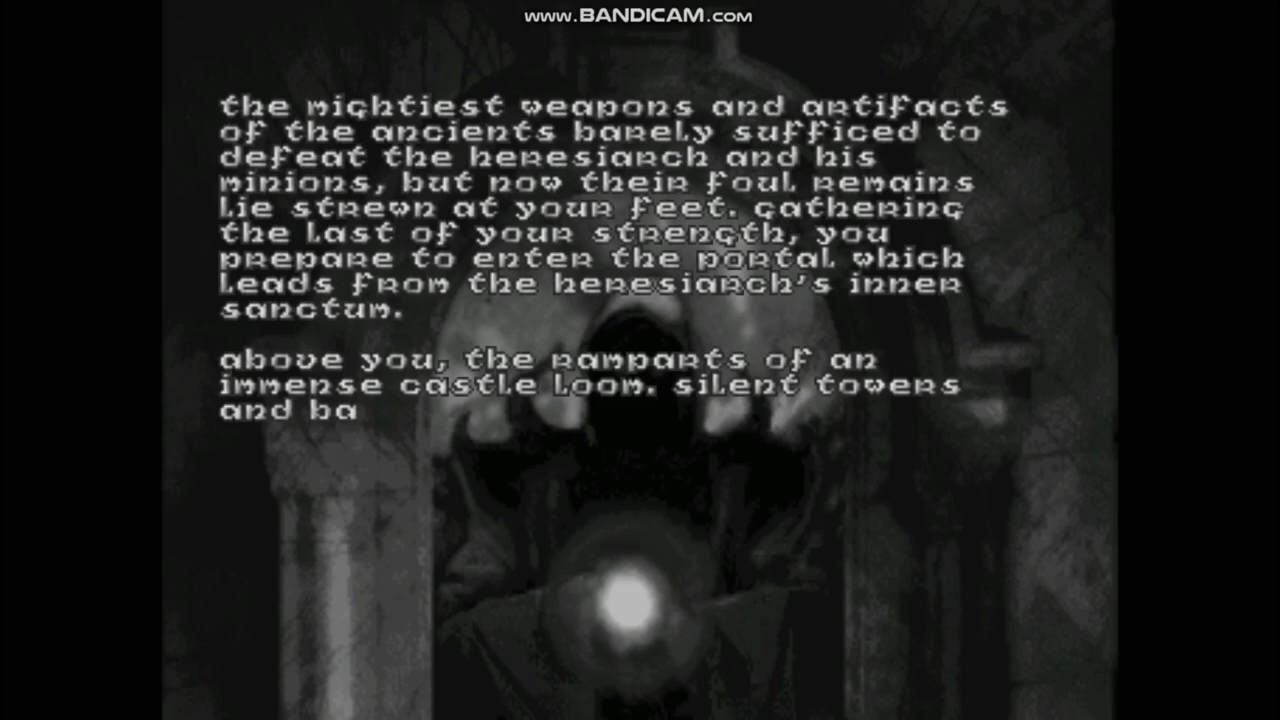 www.BANDICAM.com
the mightiest weapons and artifacts
of the ancients barely sufficed to
defeat the heresiarch and his
minions, but now their foul remains
lie strewn at your feet. gathering
the last of your strength, you
prepare to enter the portal which
leads from the heresiarch's inner
sanctum.
above you, the ramparts of an
immense castle loom. silent towers
and ba